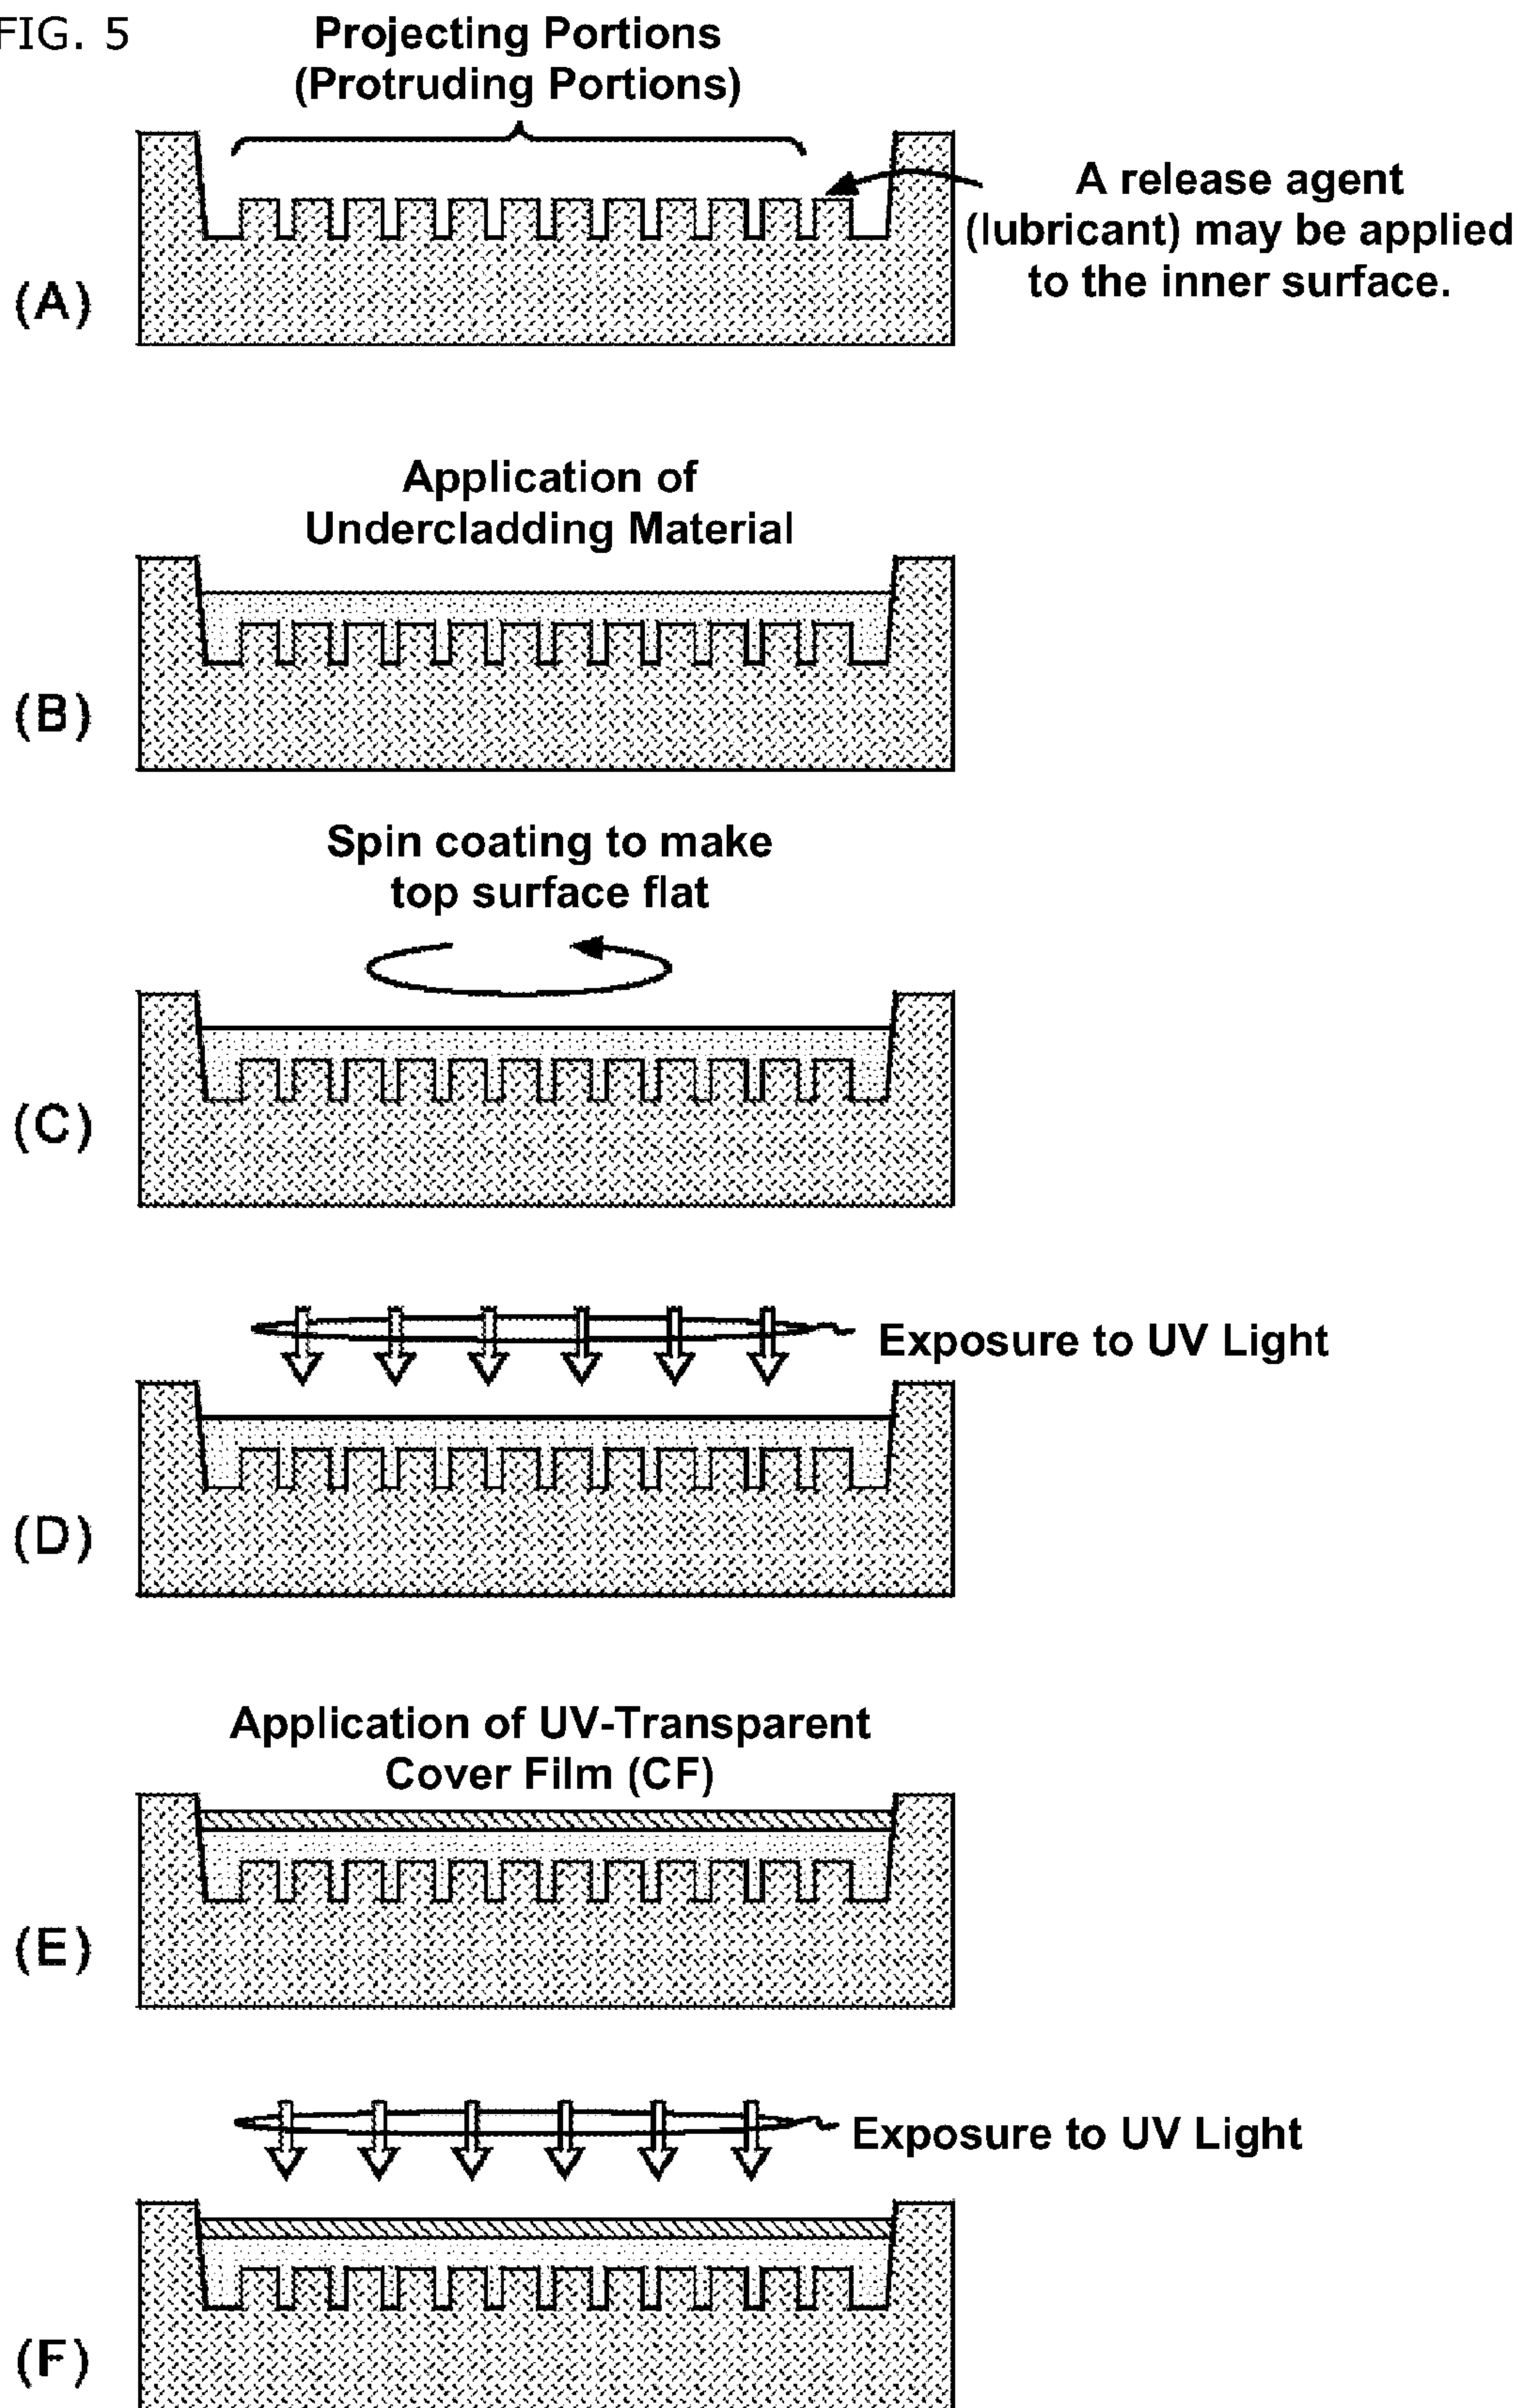 FIG. 5
Projecting Portions
(Protruding Portions)
A release agent
(lubricant) may be applied
to the inner surface.
(A)
Application of
Undercladding Material
(B)
Spin coating to make
top surface flat
(C)
Exposure to UV Light
(D)
Application of UV-Transparent
Cover Film (CF)
(E)
Exposure to UV Light
(F)